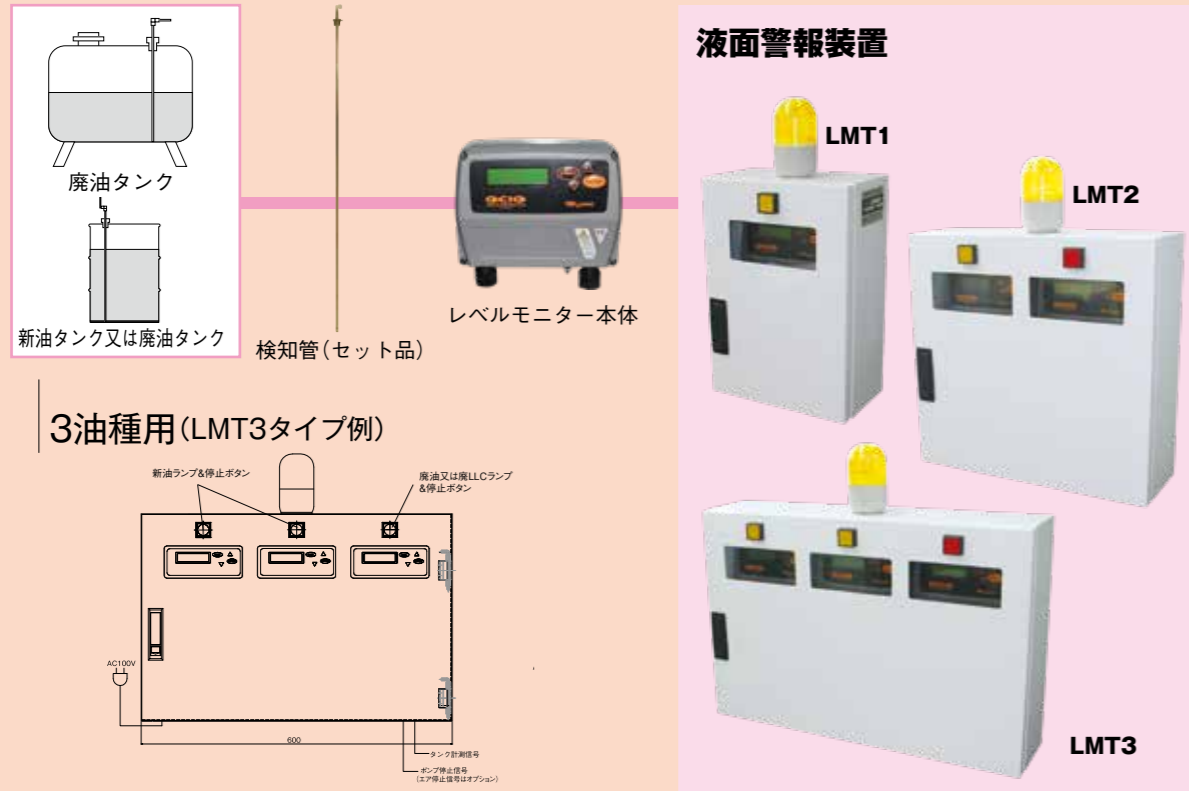 廃油タンク
新油タンク又は廃油タンク
検知管(セット品)
レベルモニター本体
液面警報装置
LMT1
LMT2
LMT3
3油種用(LMT3タイプ例)
新油ランプ&停止ボタン
廃油又は廃LLCランプ
&停止ボタン
AC100V
600
タンク計測信号
ポンプ停止信号
(エア停止信号はオプション)